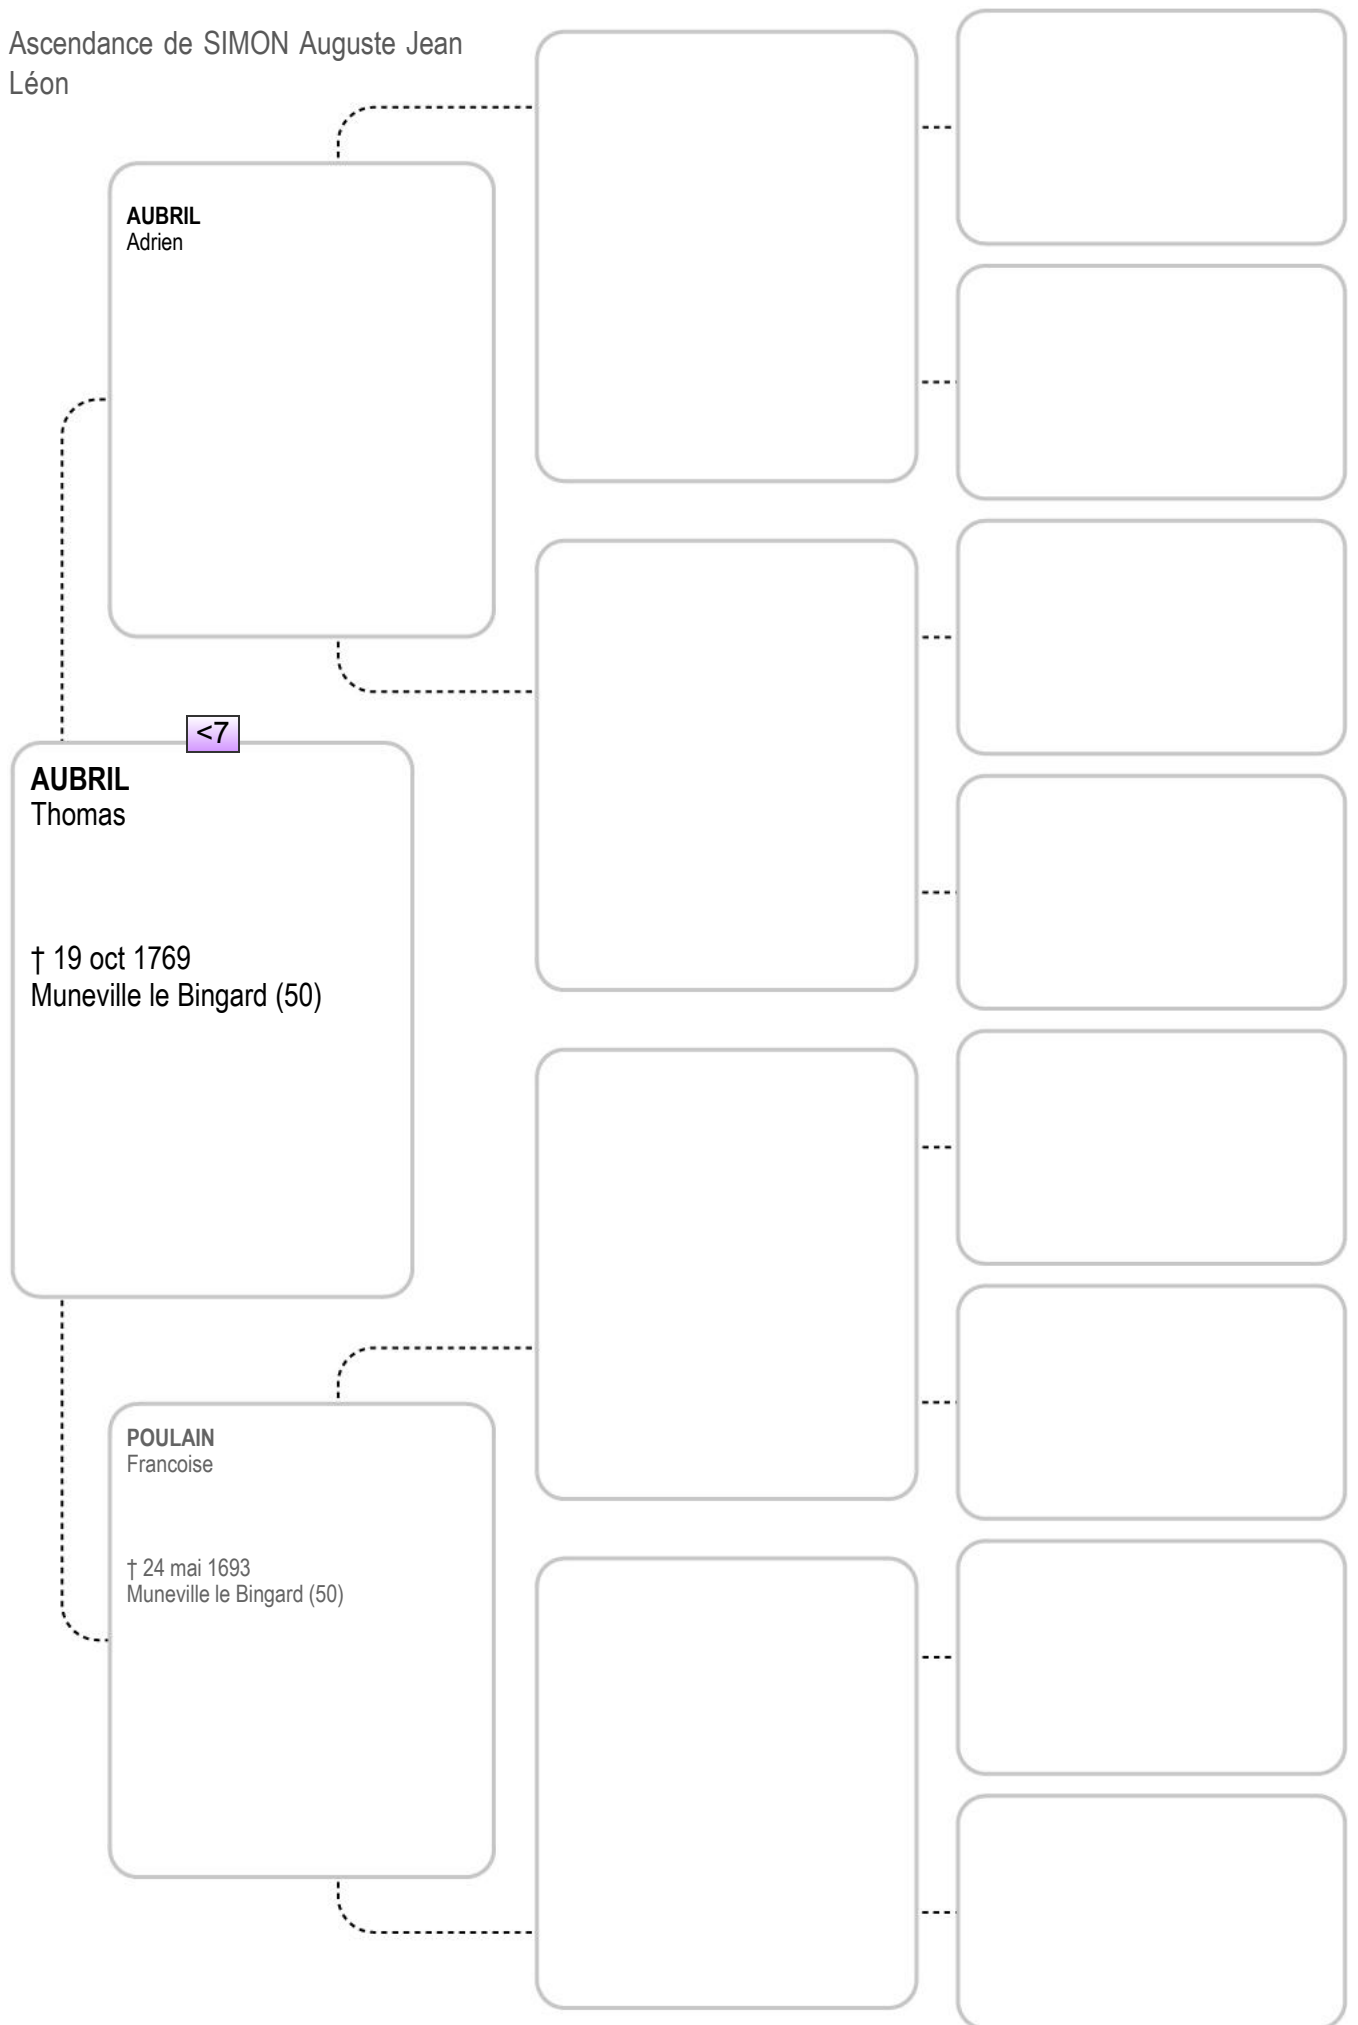 Ascendance de SIMON Auguste Jean
Léon
AUBRIL
Adrien
<7
AUBRIL
Thomas
† 19 oct 1769
Muneville le Bingard (50)
POULAIN
Francoise
† 24 mai 1693
Muneville le Bingard (50)